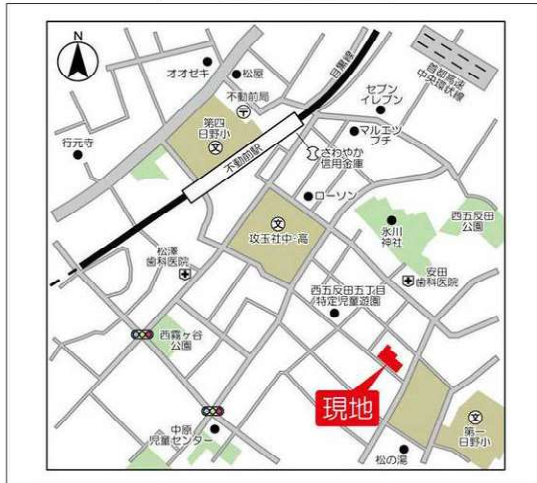 N
オオゼキ
松屋
目黒線
首都高速
中央環状線
不動前局
セブン
イレブン
第四
日野小
文
マルエツ
プチ
行元寺
不動前駅
さわやか
信用金庫
ローソン
文
攻玉社中・高
氷川
神社
西五反田
公園
松澤
歯科医院
安田
歯科医院
西五反田五丁目
特定児童遊園
西霧ヶ谷
公園
現地
文
第一
日野小
中原
児童センター
松の湯